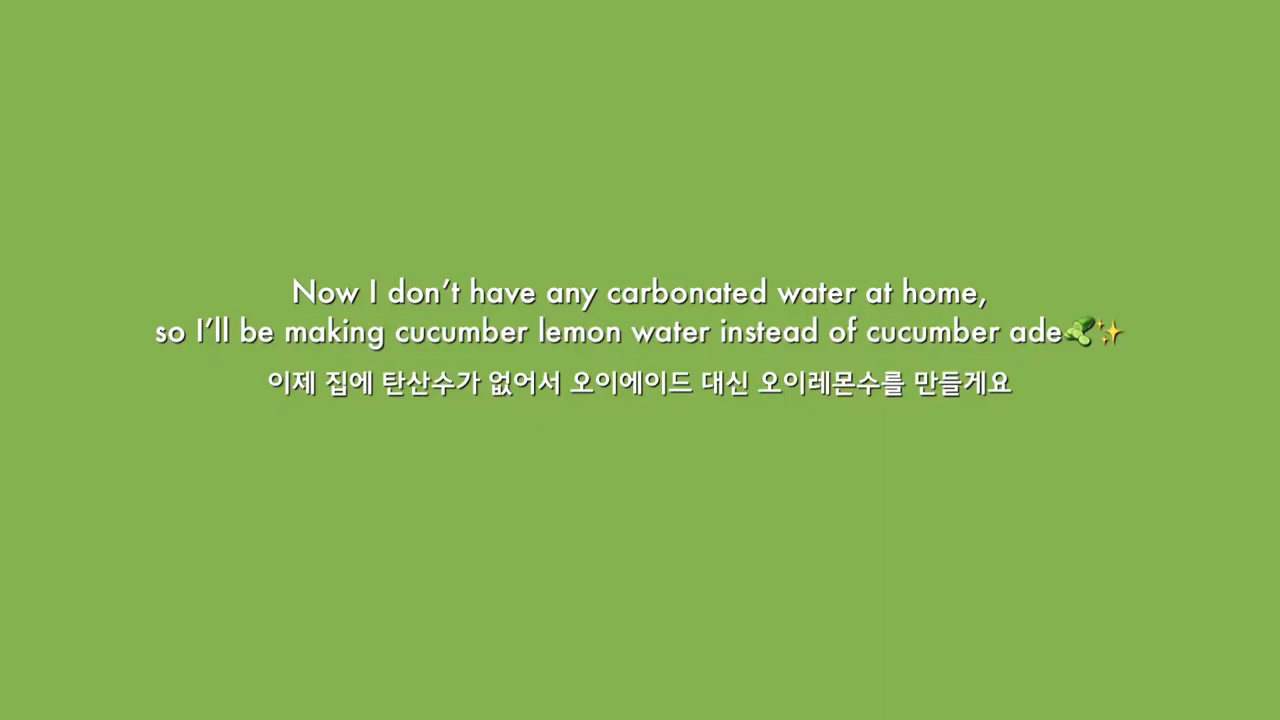 Now I don’t have any carbonated water at home,
so I’ll be making cucumber lemon water instead of cucumber ade🥒✨
이제 집에 탄산수가 없어서 오이에이드 대신 오이레몬수를 만들게요